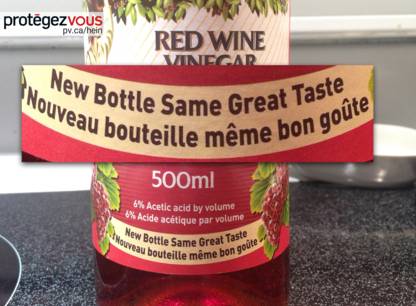 protégezvous
pv.ca/hein
RED WINE
VINEGAR
New Bottle Same Great Taste
Nouveau bouteille même bon goûte
500ml
6% Acetic acid by volume
6% Acide acétique par volume
New Bottle Same Great Taste
Nouveau bouteille même bon goûte